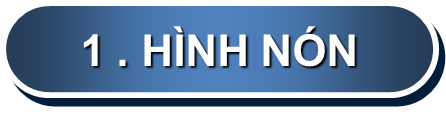 1 . HÌNH NÓN